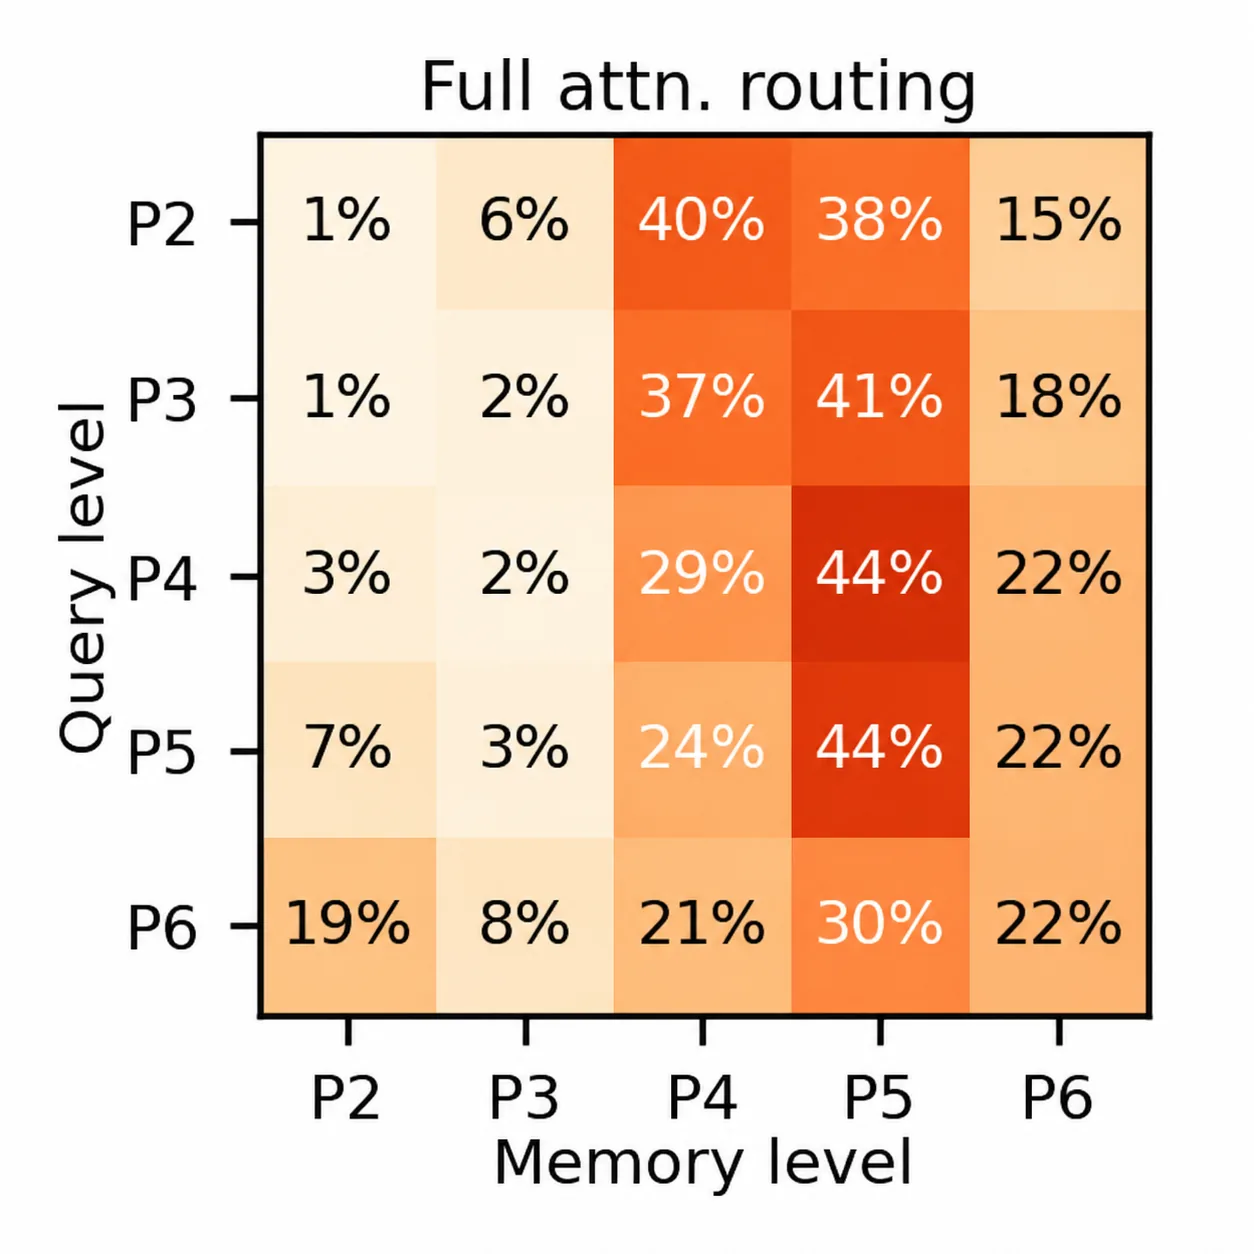 Full attn. routing
Query level
P2 1% 6% 40% 38% 15%
P3 1% 2% 37% 41% 18%
P4 3% 2% 29% 44% 22%
P5 7% 3% 24% 44% 22%
P6 19% 8% 21% 30% 22%
P2 P3 P4 P5 P6
Memory level